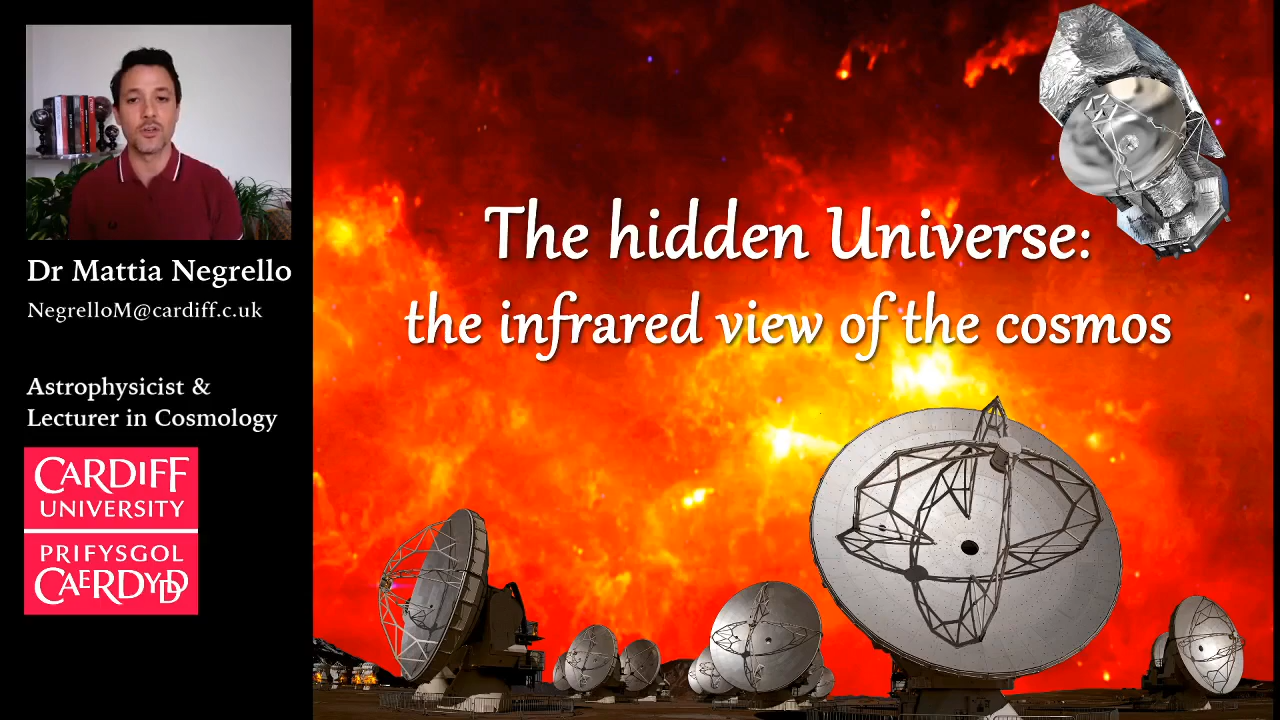 Dr Mattia Negrello
NegrelloM@cardiff.c.uk
Astrophysicist &
Lecturer in Cosmology
CARDIFF
UNIVERSITY
PRIFYSGOL
CAERDYDD
The hidden Universe:
the infrared view of the cosmos